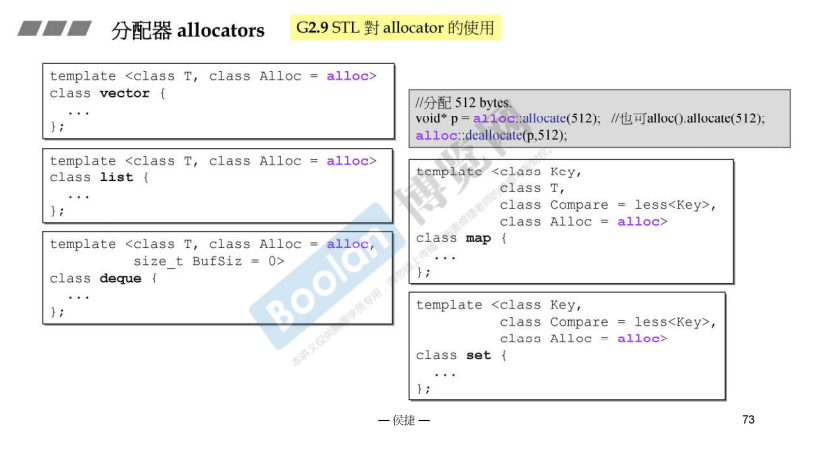 分配器 allocators
G2.9 STL 對 allocator 的使用
template <class T, class Alloc = alloc>
class vector {
...
};
template <class T, class Alloc = alloc>
class list {
...
};
template <class T, class Alloc = alloc,
size_t BufSiz = 0>
class deque {
...
};
//分配 512 bytes.
void* p = alloc::allocate(512); //也可alloc().allocate(512);
alloc::deallocate(p,512);
template <class Key,
class T,
class Compare = less<Key>,
class Alloc = alloc>
class map {
...
};
template <class Key,
class Compare = less<Key>,
class Alloc = alloc>
class set {
...
};
Boolan 博览网
— 侯捷 —
73